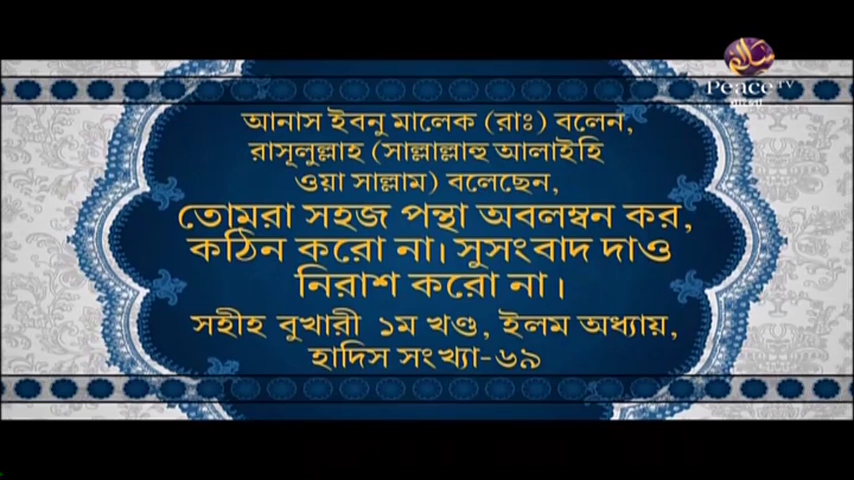 Peace TV
বাংলা
আনাস ইবনু মালেক (রাঃ) বলেন,
রাসূলুল্লাহ (সাল্লাল্লাহু আলাইহি
ওয়া সাল্লাম) বলেছেন,
তোমরা সহজ পন্থা অবলম্বন কর,
কঠিন করো না। সুসংবাদ দাও
নিরাশ করো না।
সহীহ বুখারী ১ম খণ্ড, ইলম অধ্যায়,
হাদিস সংখ্যা-৬৯